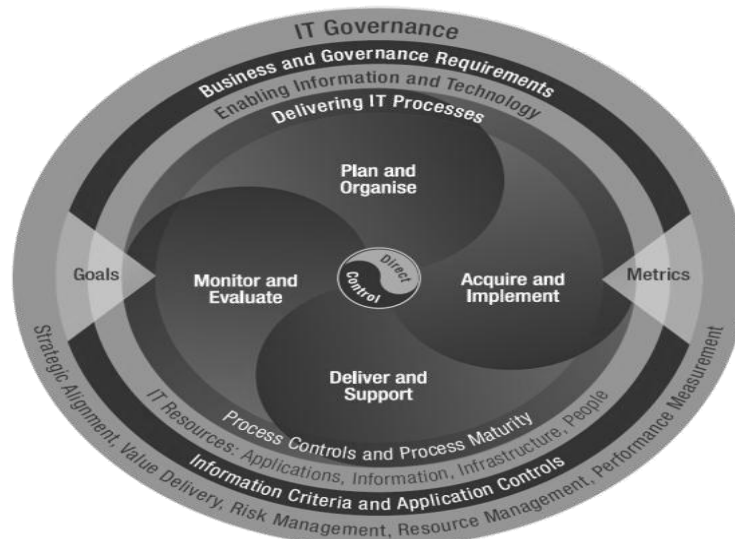 IT Governance
Business and Governance Requirements
Enabling Information and Technology
Delivering IT Processes
Plan and
Organise
Goals
Monitor and
Evaluate
Direct
Control
Acquire and
Implement
Metrics
Deliver and
Support
Process Controls and Process Maturity
IT Resources: Applications, Information, Infrastructure, People
Information Criteria and Application Controls
Strategic Alignment, Value Delivery, Risk Management, Resource Management, Performance Measurement